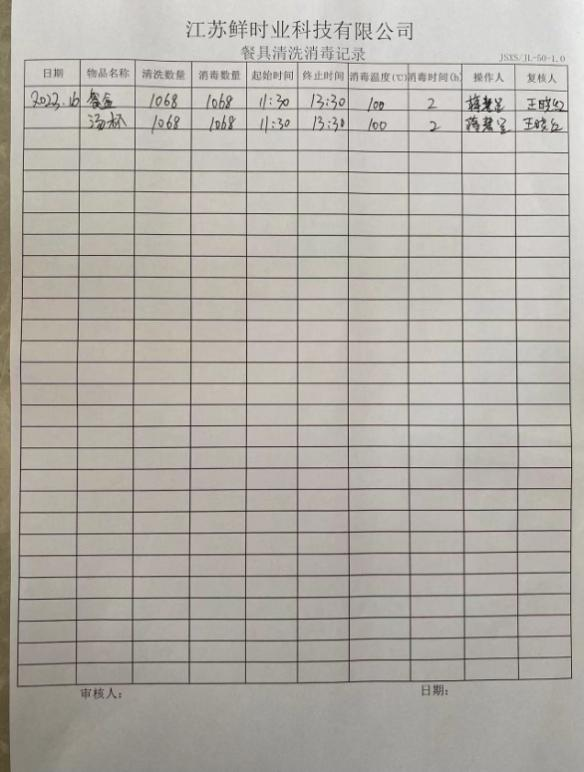 江苏鲜时业科技有限公司
餐具清洗消毒记录
JSXS/JL-50-1.0
日期 物品名称 清洗数量 消毒数量 起始时间 终止时间 消毒温度(℃) 消毒时间(h) 操作人 复核人
餐盒 1068 1068 11:30 13:30 100 2 王晓红
汤杯 1068 1068 11:30 13:30 100 2 王晓红
审核人: 日期: